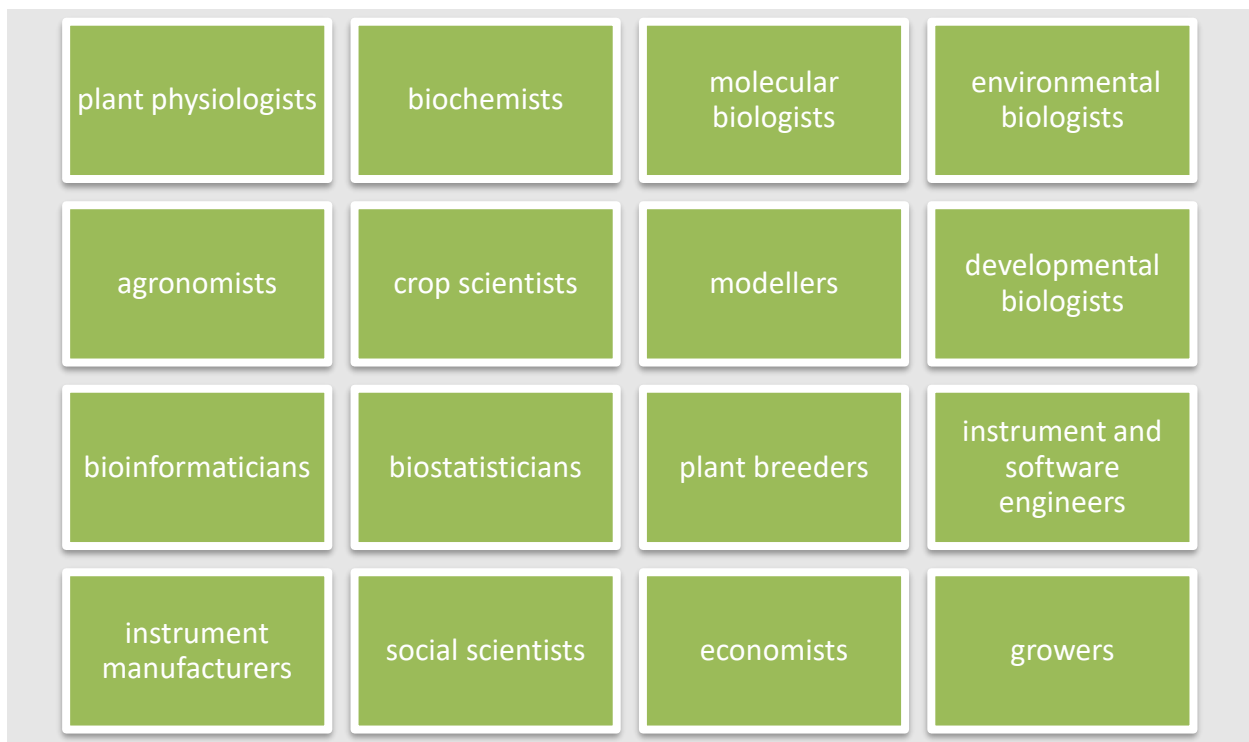 plant physiologists
biochemists
molecular
biologists
environmental
biologists
agronomists
crop scientists
modellers
developmental
biologists
bioinformaticians
biostatisticians
plant breeders
instrument and
software
engineers
instrument
manufacturers
social scientists
economists
growers